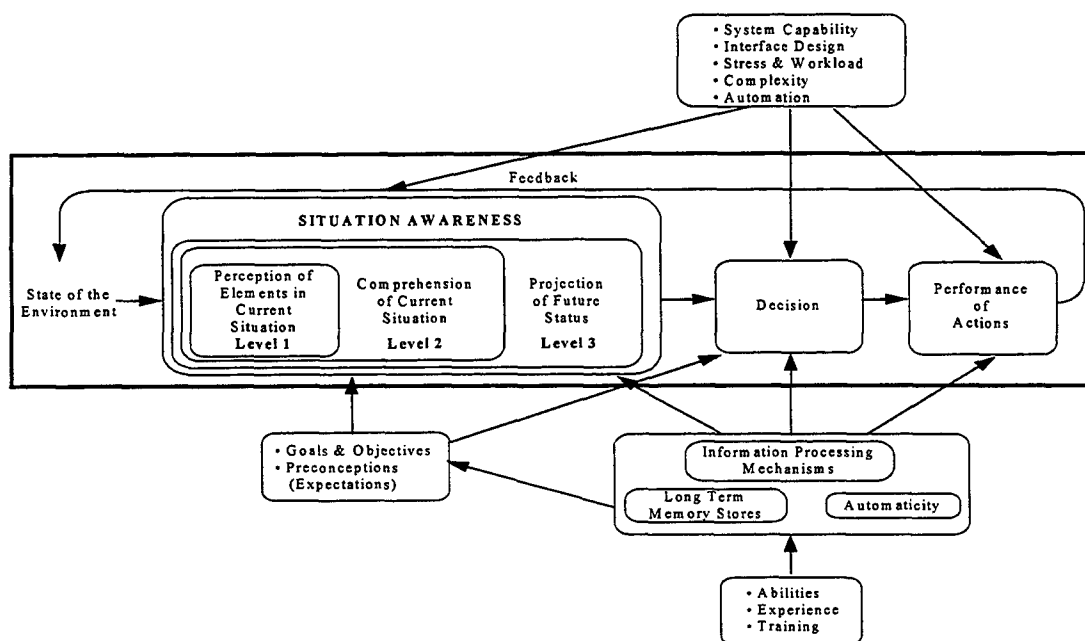 • System Capability
• Interface Design
• Stress & Workload
• Complexity
• Automation
Feedback
SITUATION AWARENESS
State of the
Environment
Perception of
Elements in
Current
Situation
Level 1
Comprehension
of Current
Situation
Level 2
Projection
of Future
Status
Level 3
Decision
Performance
of
Actions
• Goals & Objectives
• Preconceptions
(Expectations)
Information Processing
Mechanisms
Long Term
Memory Stores
Automaticity
• Abilities
• Experience
• Training